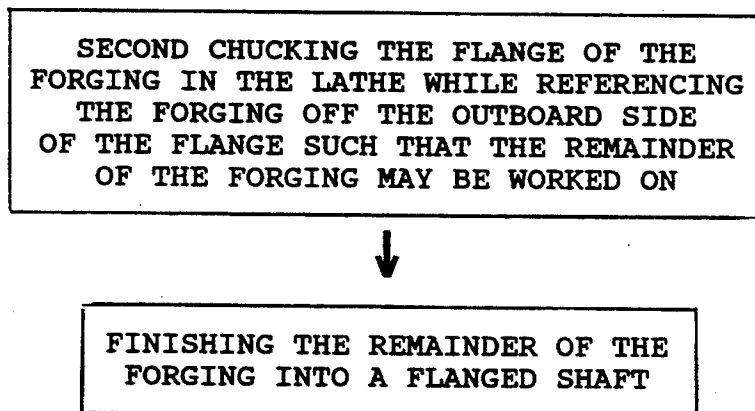 SECOND CHUCKING THE FLANGE OF THE
FORGING IN THE LATHE WHILE REFERENCING
THE FORGING OFF THE OUTBOARD SIDE
OF THE FLANGE SUCH THAT THE REMAINDER
OF THE FORGING MAY BE WORKED ON
FINISHING THE REMAINDER OF THE
FORGING INTO A FLANGED SHAFT